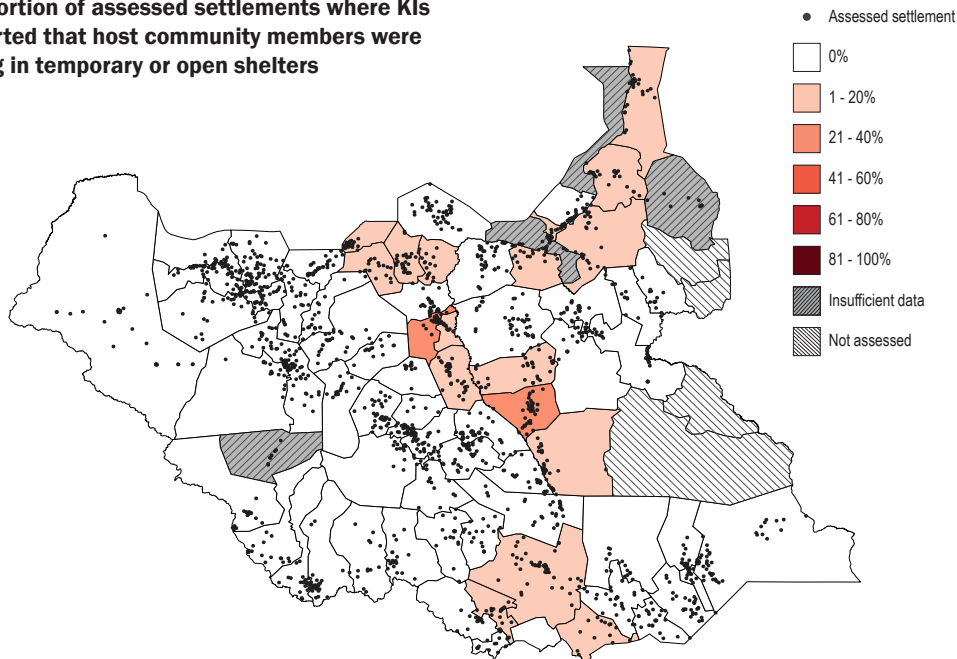 ortion of assessed settlements where KIs
rted that host community members were
g in temporary or open shelters
Assessed settlement
0%
1 - 20%
21 - 40%
41 - 60%
61 - 80%
81 - 100%
Insufficient data
Not assessed